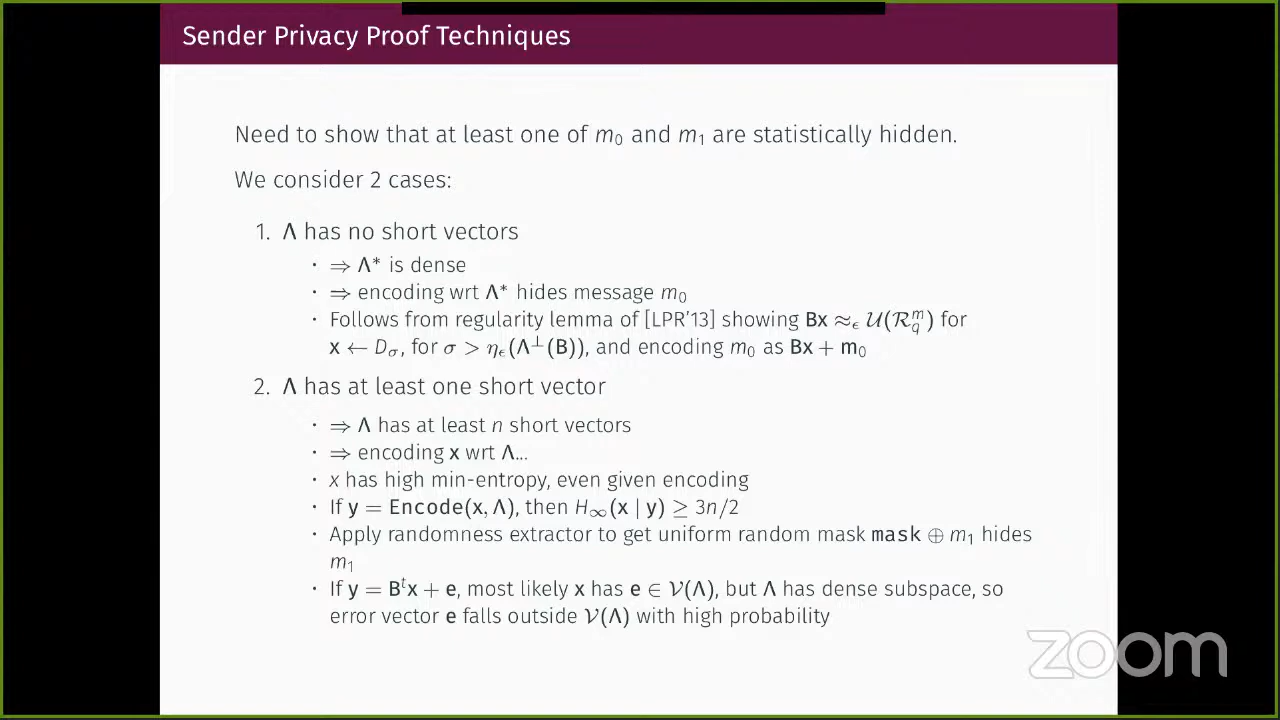 Sender Privacy Proof Techniques
Need to show that at least one of m₀ and m₁ are statistically hidden.
We consider 2 cases:
1. Λ has no short vectors
· ⇒ Λ* is dense
· ⇒ encoding wrt Λ* hides message m₀
· Follows from regularity lemma of [LPR'13] showing Bx ≈_ϵ 𝒰(ℛ_q^m) for
x ← D_σ, for σ > η_ϵ(Λ^⊥(B)), and encoding m₀ as Bx + m₀
2. Λ has at least one short vector
· ⇒ Λ has at least n short vectors
· ⇒ encoding x wrt Λ...
· x has high min-entropy, even given encoding
· If y = Encode(x, Λ), then H_∞(x | y) ≥ 3n/2
· Apply randomness extractor to get uniform random mask mask ⊕ m₁ hides
m₁
· If y = B^t x + e, most likely x has e ∈ 𝒱(Λ), but Λ has dense subspace, so
error vector e falls outside 𝒱(Λ) with high probability
zoom